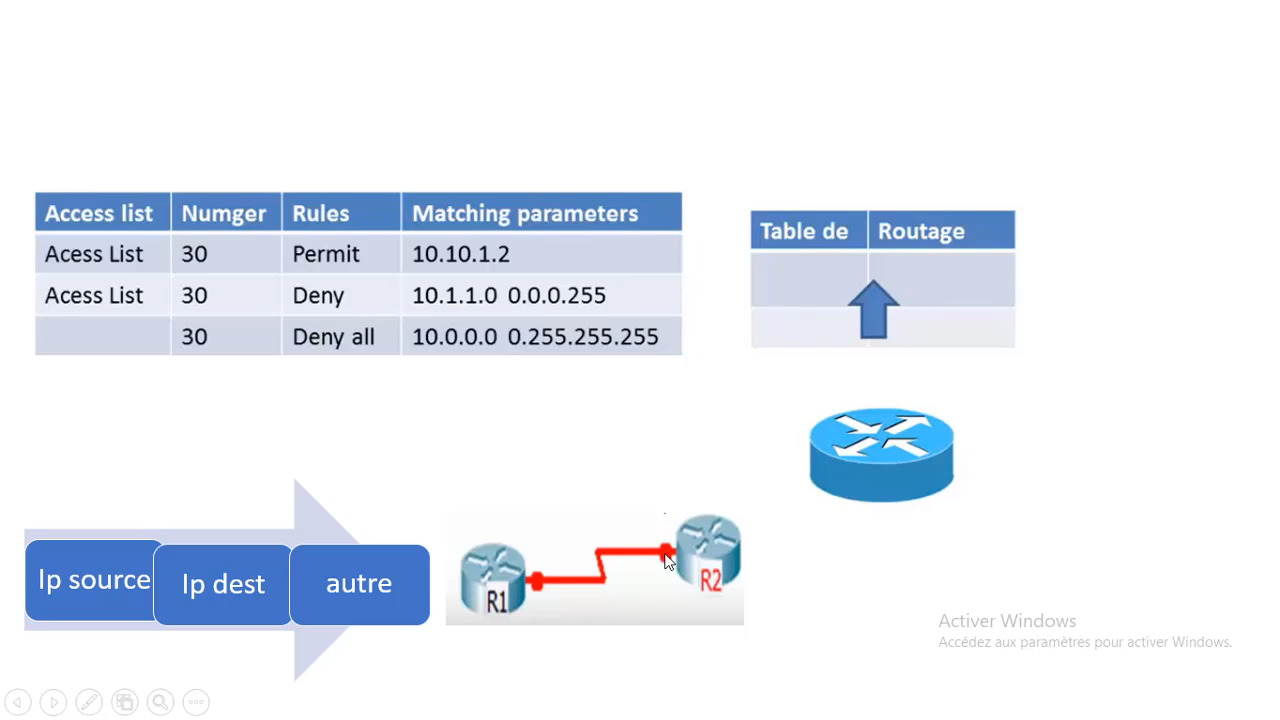 Access list Numger Rules Matching parameters
Acess List 30 Permit 10.10.1.2
Acess List 30 Deny 10.1.1.0 0.0.0.255
30 Deny all 10.0.0.0 0.255.255.255
Table de Routage
Ip source Ip dest autre
R1
R2
Activer Windows
Accédez aux paramètres pour activer Windows.